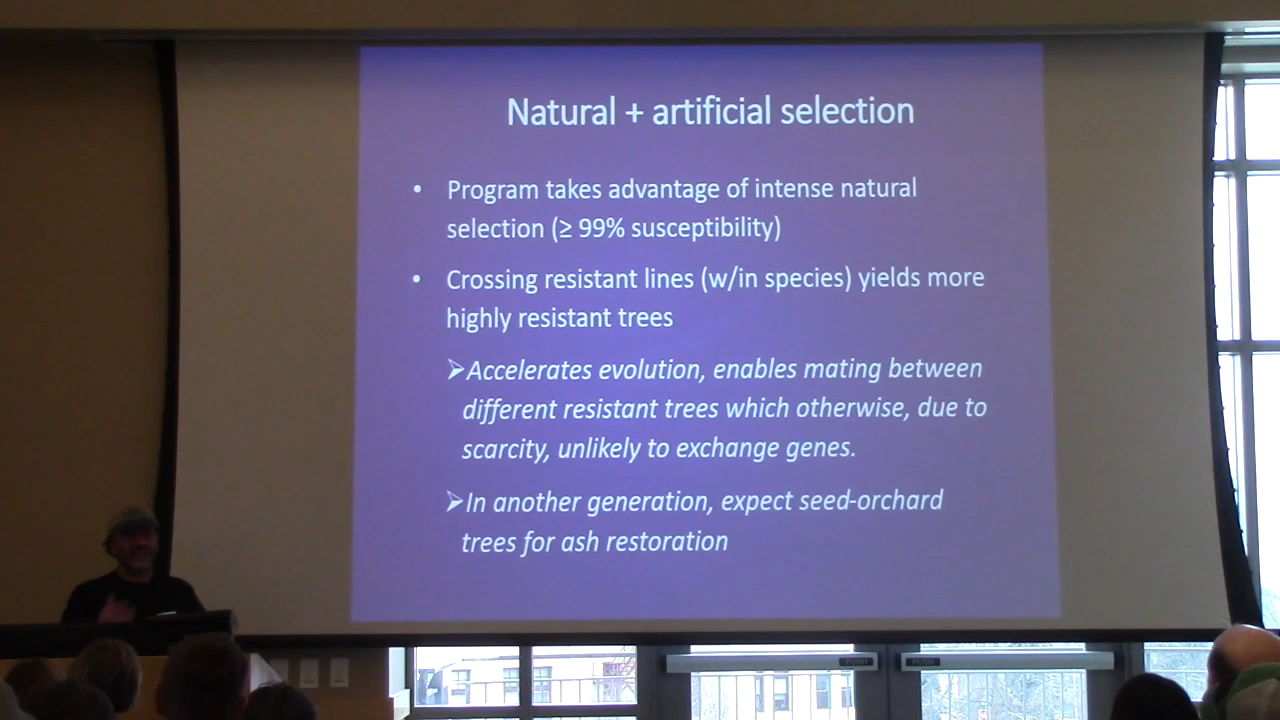 Natural + artificial selection
• Program takes advantage of intense natural
selection (≥ 99% susceptibility)
• Crossing resistant lines (w/in species) yields more
highly resistant trees
➢Accelerates evolution, enables mating between
different resistant trees which otherwise, due to
scarcity, unlikely to exchange genes.
➢In another generation, expect seed-orchard
trees for ash restoration
PUSH
PUSH